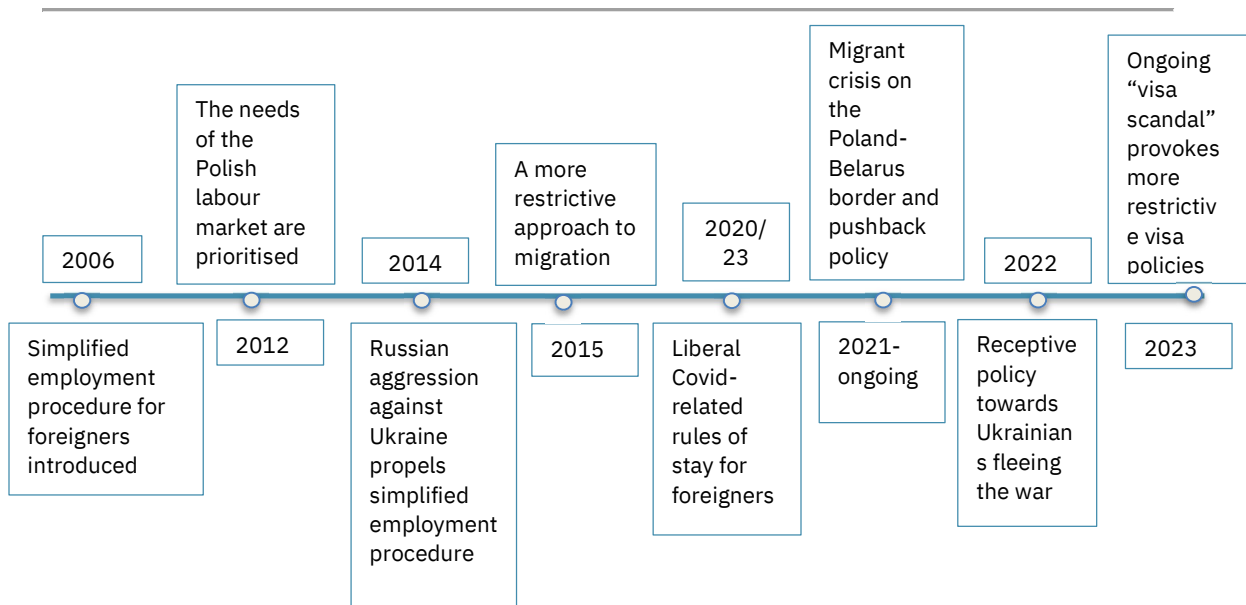 2006
Simplified
employment
procedure for
foreigners
introduced
The needs
of the
Polish
labour
market are
prioritised
2012
2014
Russian
aggression
against
Ukraine
propels
simplified
employment
procedure
A more
restrictive
approach to
migration
2015
2020/
23
Liberal
Covid-
related
rules of
stay for
foreigners
Migrant
crisis on
the
Poland-
Belarus
border and
pushback
policy
2021-
ongoing
2022
Receptive
policy
towards
Ukrainian
s fleeing
the war
Ongoing
“visa
scandal”
provokes
more
restrictiv
e visa
policies
2023